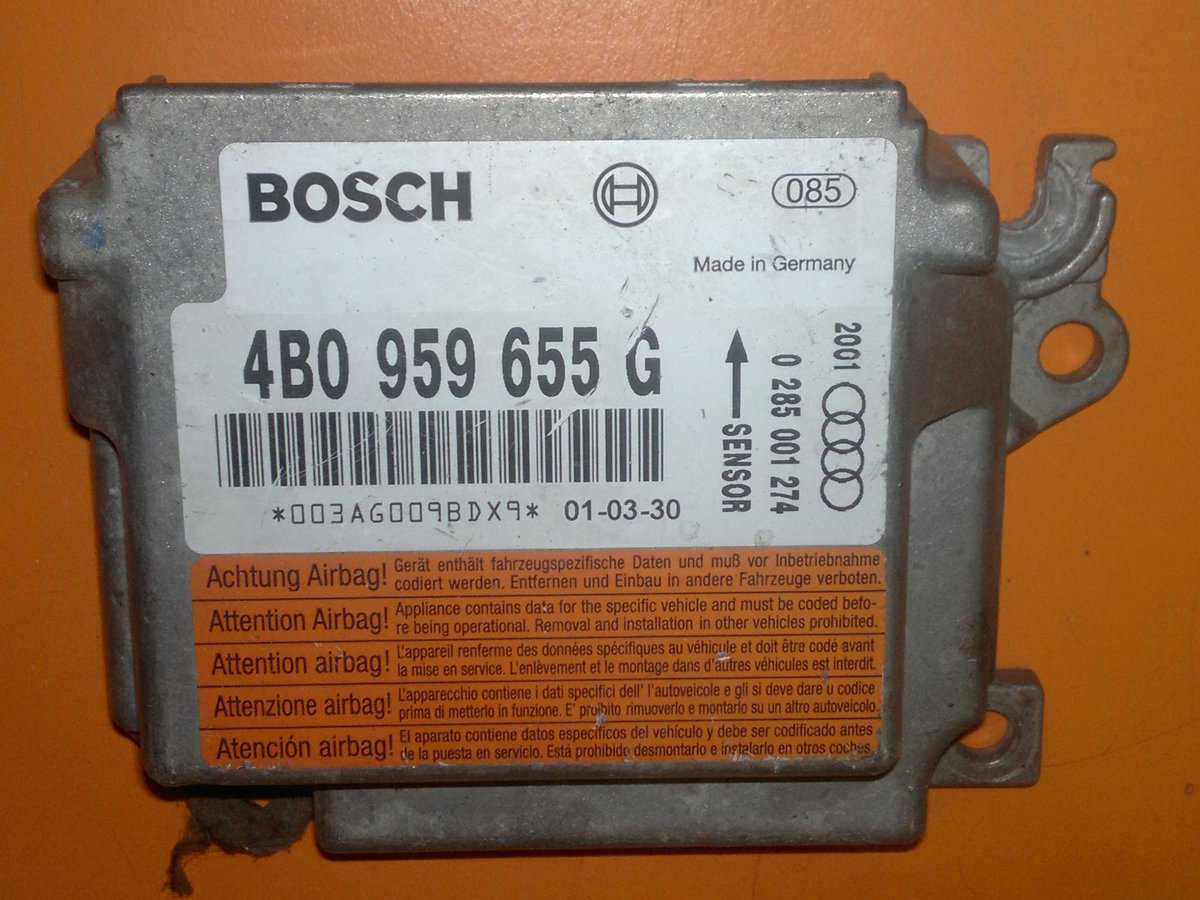 BOSCH
085
Made in Germany
4B0 959 655 G
*003AG009BDX9* 01-03-30
SENSOR
0 285 001 274
2001
Achtung Airbag! Gerät enthält fahrzeugspezifische Daten und muß vor Inbetriebnahme
codiert werden. Entfernen und Einbau in andere Fahrzeuge verboten.
Attention Airbag! Appliance contains data for the specific vehicle and must be coded befo-
re being operational. Removal and installation in other vehicles prohibited.
Attention airbag! L'appareil renferme des données spécifiques au véhicule et doit être codé avant
la mise en service. L'enlèvement et le montage dans d'autres véhicules est interdit.
Attenzione airbag! L'apparecchio contiene i dati specifici dell' l'autoveicole e gli si deve dare u codice
prima di metterlo in funzione. E' proibito rimuoverlo e montarlo su un altro autoveicolo.
Atención airbag! El aparato contiene datos específicos del vehículo y debe ser codificado antes
de la puesta en servicio. Está prohibido desmontarlo e instalarlo en otros coches.